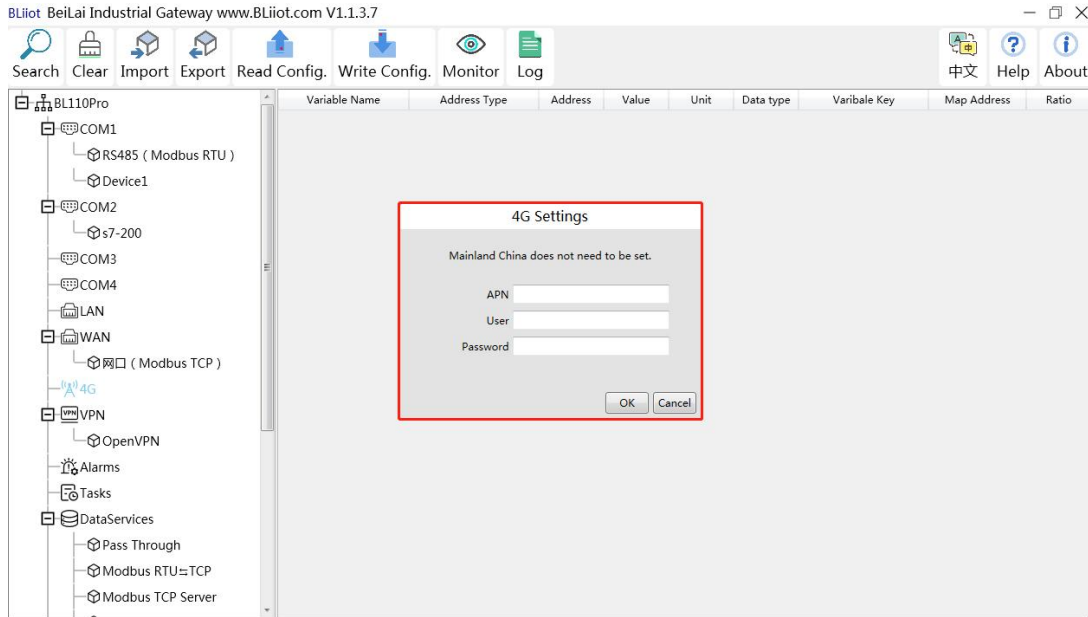 BLiiot BeiLai Industrial Gateway www.BLiiot.com V1.1.3.7
Search Clear Import Export Read Config. Write Config. Monitor Log 中文 Help About
BL110Pro
COM1
RS485 ( Modbus RTU )
Device1
COM2
s7-200
COM3
COM4
LAN
WAN
网口 ( Modbus TCP )
4G
VPN
VPN
OpenVPN
Alarms
Tasks
DataServices
Pass Through
Modbus RTU⇆TCP
Modbus TCP Server
Variable Name Address Type Address Value Unit Data type Varibale Key Map Address Ratio
4G Settings
Mainland China does not need to be set.
APN
User
Password
OK Cancel